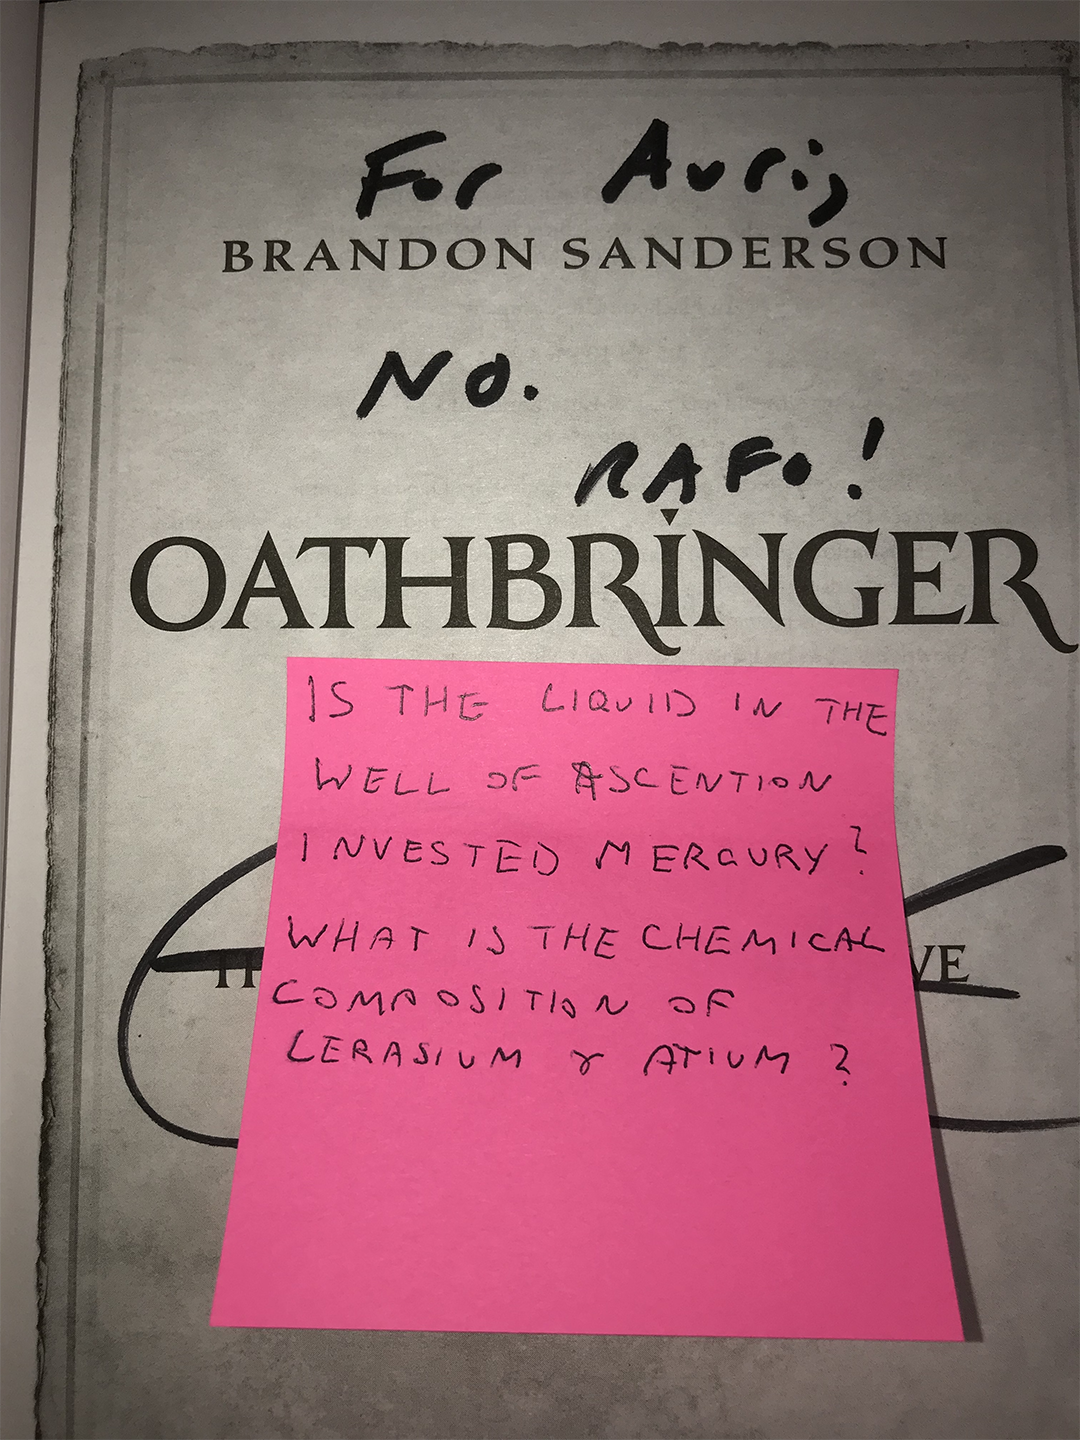 For Auri,
BRANDON SANDERSON
No.
RAFO!
OATHBRINGER
IS THE LIQUID IN THE
WELL OF ASCENTION
INVESTED MERCURY?
WHAT IS THE CHEMICAL
COMPOSITION OF
LERASIUM & ATIUM?